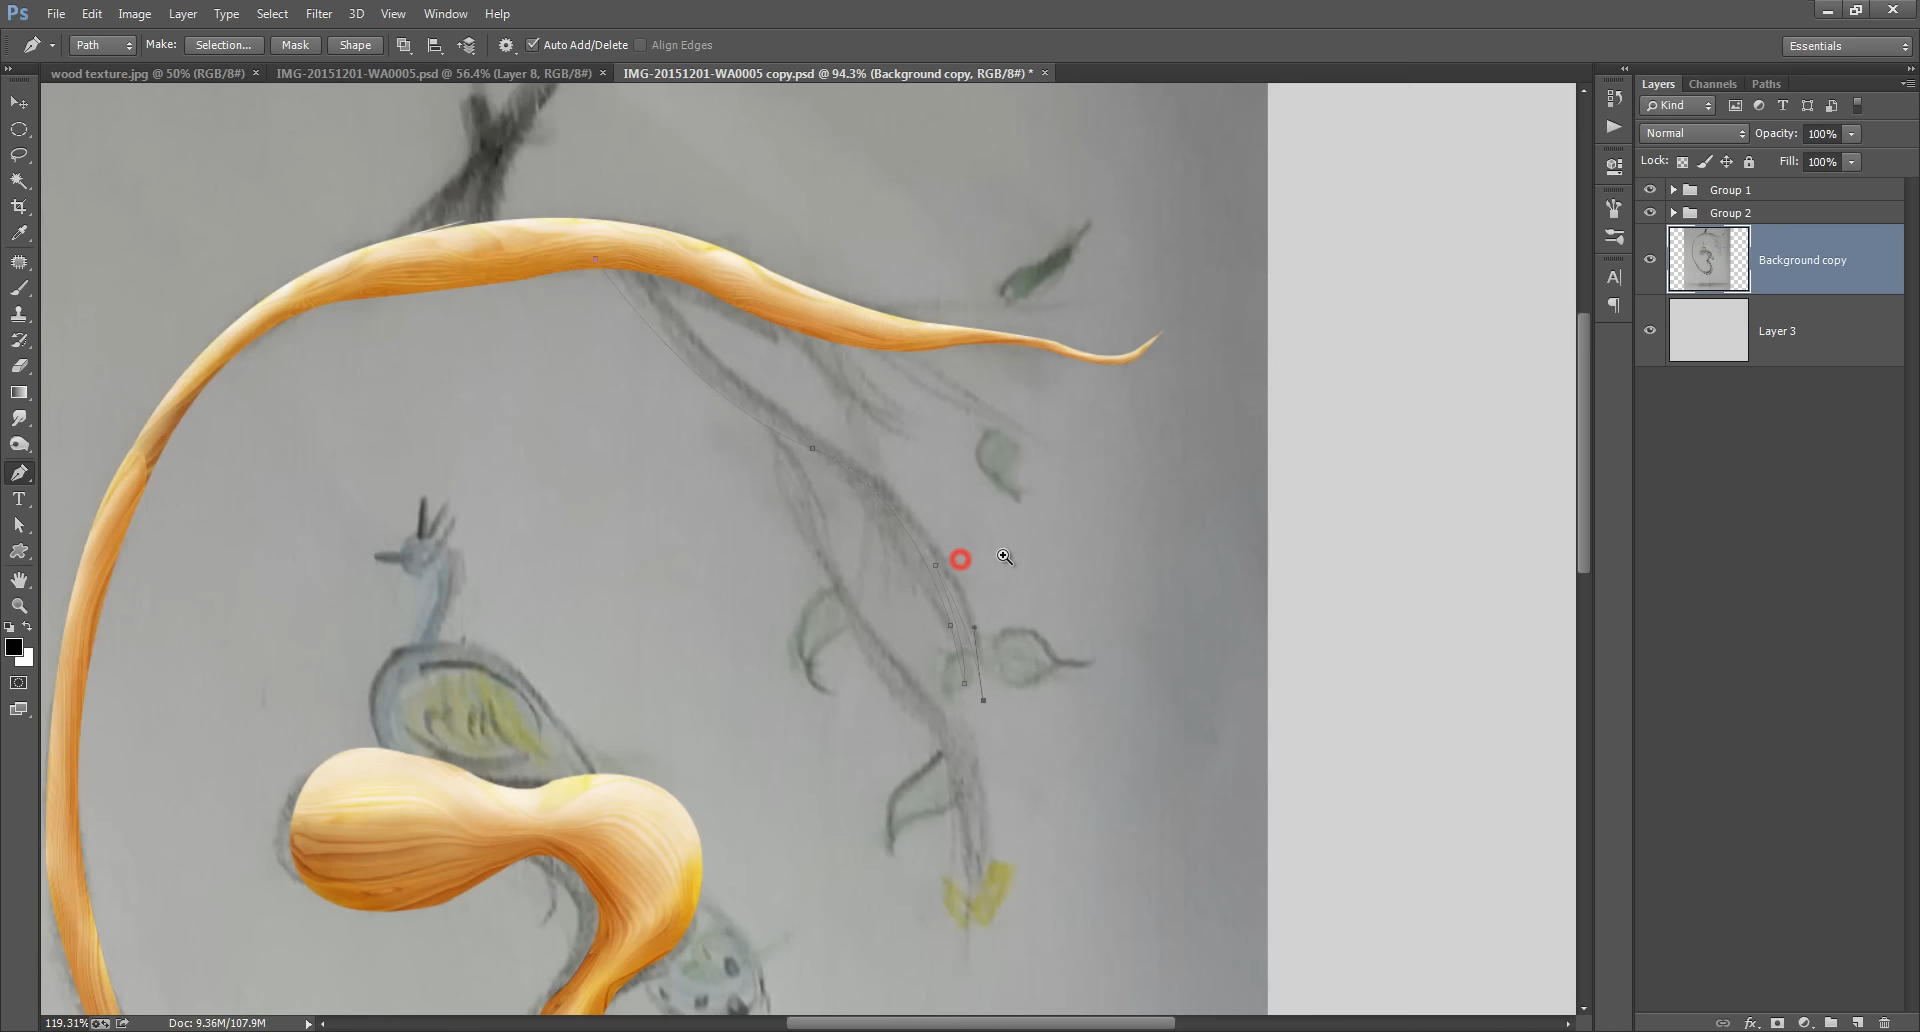 Ps File Edit Image Layer Type Select Filter 3D View Window Help
Path Make: Selection... Mask Shape Auto Add/Delete Align Edges Essentials
wood texture.jpg @ 50% (RGB/8#) × IMG-20151201-WA0005.psd @ 56.4% (Layer 8, RGB/8#) × IMG-20151201-WA0005 copy.psd @ 94.3% (Background copy, RGB/8#) * ×
Layers Channels Paths
Kind
Normal Opacity: 100%
Lock: Fill: 100%
Group 1
Group 2
Background copy
Layer 3
119.31% Doc: 9.36M/107.9M